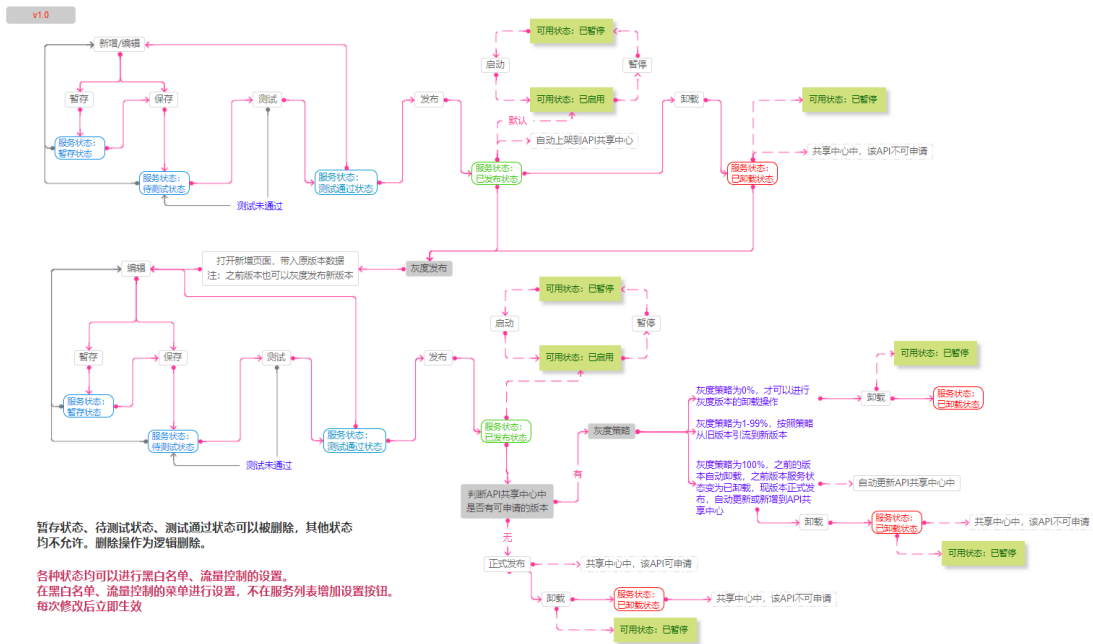 v1.0
新增/编辑
暂存
保存
服务状态：
暂存状态
服务状态：
待测试状态
测试
测试未通过
服务状态：
测试通过状态
发布
服务状态：
已发布状态
可用状态：已暂停
启动
暂停
可用状态：已启用
默认
自动上架到API共享中心
卸载
可用状态：已暂停
共享中心中，该API不可申请
服务状态：
已卸载状态
灰度发布
打开新增页面，带入原版本数据
注：之前版本也可以灰度发布新版本
编辑
暂存
保存
服务状态：
暂存状态
服务状态：
待测试状态
测试
测试未通过
服务状态：
测试通过状态
发布
服务状态：
已发布状态
可用状态：已暂停
启动
暂停
可用状态：已启用
判断API共享中心中
是否有可申请的版本
有
灰度策略
灰度策略为0%，才可以进行
灰度版本的卸载操作
卸载
可用状态：已暂停
服务状态：
已卸载状态
灰度策略为1-99%，按照策略
从旧版本引流到新版本
灰度策略为100%，之前的版
本自动卸载，之前版本服务状
态变为已卸载，现版本正式发
布，自动更新或新增到API共
享中心
自动更新API共享中心中
卸载
服务状态：
已卸载状态
共享中心中，该API不可申请
可用状态：已暂停
无
正式发布
共享中心中，该API可申请
卸载
服务状态：
已卸载状态
共享中心中，该API不可申请
可用状态：已暂停
暂存状态、待测试状态、测试通过状态可以被删除，其他状态
均不允许。删除操作为逻辑删除。
各种状态均可以进行黑白名单、流量控制的设置。
在黑白名单、流量控制的菜单进行设置，不在服务列表增加设置按钮。
每次修改后立即生效